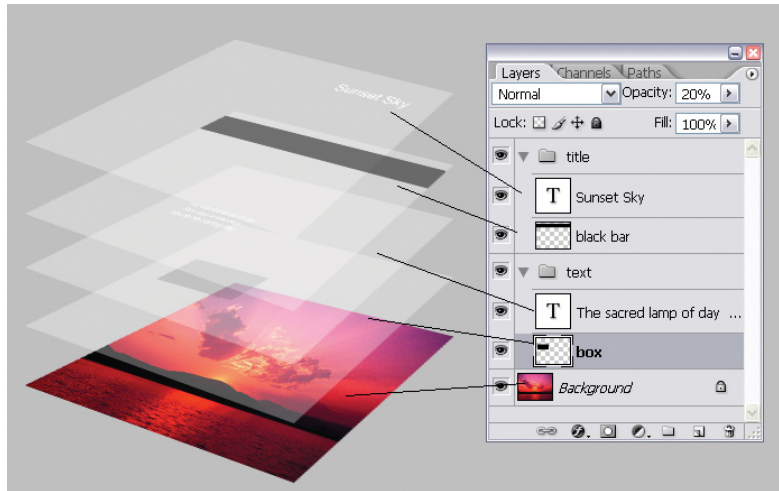 Sunset Sky
Layers Channels Paths
Normal Opacity: 20%
Lock: Fill: 100%
title
T Sunset Sky
black bar
text
T The sacred lamp of day ...
box
Background